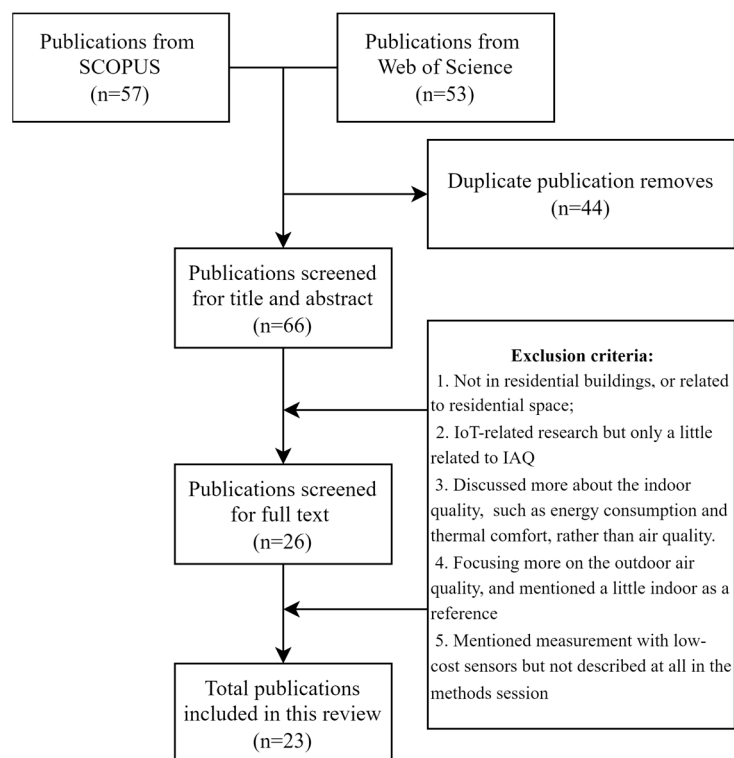 Publications from
SCOPUS
(n=57)
Publications from
Web of Science
(n=53)
Duplicate publication removes
(n=44)
Publications screened
fror title and abstract
(n=66)
Exclusion criteria:
1. Not in residential buildings, or related
to residential space;
2. IoT-related research but only a little
related to IAQ
3. Discussed more about the indoor
quality, such as energy consumption and
thermal comfort, rather than air quality.
4. Focusing more on the outdoor air
quality, and mentioned a little indoor as a
reference
5. Mentioned measurement with low-
cost sensors but not described at all in the
methods session
Publications screened
for full text
(n=26)
Total publications
included in this review
(n=23)